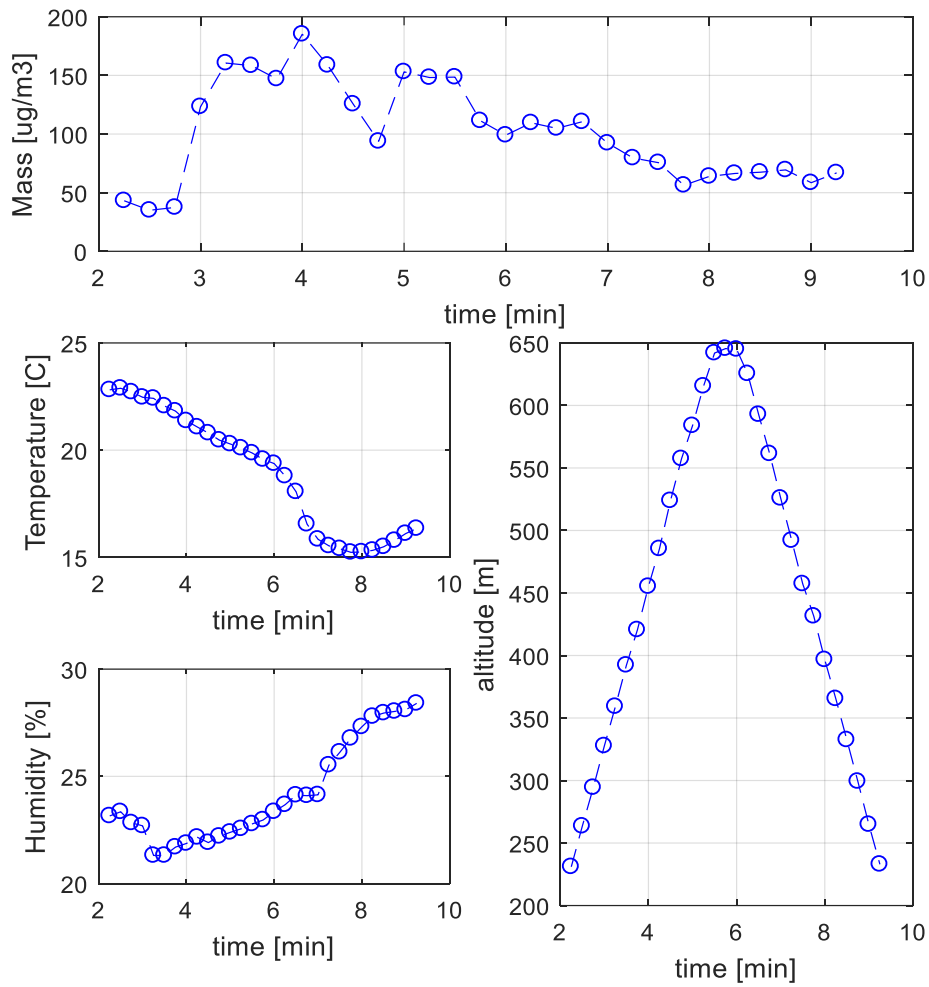 Mass [ug/m3]
200
150
100
50
0
2 3 4 5 6 7 8 9 10
time [min]
Temperature [C]
25
20
15
2 4 6 8 10
time [min]
Humidity [%]
30
25
20
2 4 6 8 10
time [min]
altitude [m]
650
600
550
500
450
400
350
300
250
200
2 4 6 8 10
time [min]